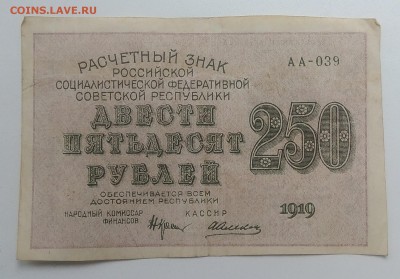 COINS.LAVE.RU
РАСЧЕТНЫЙ ЗНАК
РОССИЙСКОЙ
СОЦИАЛИСТИЧЕСКОЙ ФЕДЕРАТИВНОЙ
СОВЕТСКОЙ РЕСПУБЛИКИ
АА-039
ДВЕСТИ
ПЯТЬДЕСЯТ
РУБЛЕЙ
250
ОБЕСПЕЧИВАЕТСЯ ВСЕМ
ДОСТОЯНИЕМ РЕСПУБЛИКИ
НАРОДНЫЙ КОМИССАР
ФИНАНСОВ
КАССИР
1919